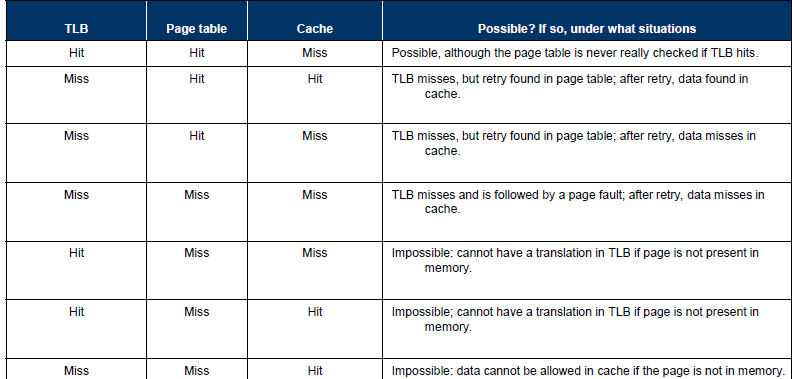 TLB Page table Cache Possible? If so, under what situations
Hit Hit Miss Possible, although the page table is never really checked if TLB hits.
Miss Hit Hit TLB misses, but retry found in page table; after retry, data found in
cache.
Miss Hit Miss TLB misses, but retry found in page table; after retry, data misses in
cache.
Miss Miss Miss TLB misses and is followed by a page fault; after retry, data misses in
cache.
Hit Miss Miss Impossible: cannot have a translation in TLB if page is not present in
memory.
Hit Miss Hit Impossible; cannot have a translation in TLB if page is not present in
memory.
Miss Miss Hit Impossible: data cannot be allowed in cache if the page is not in memory.